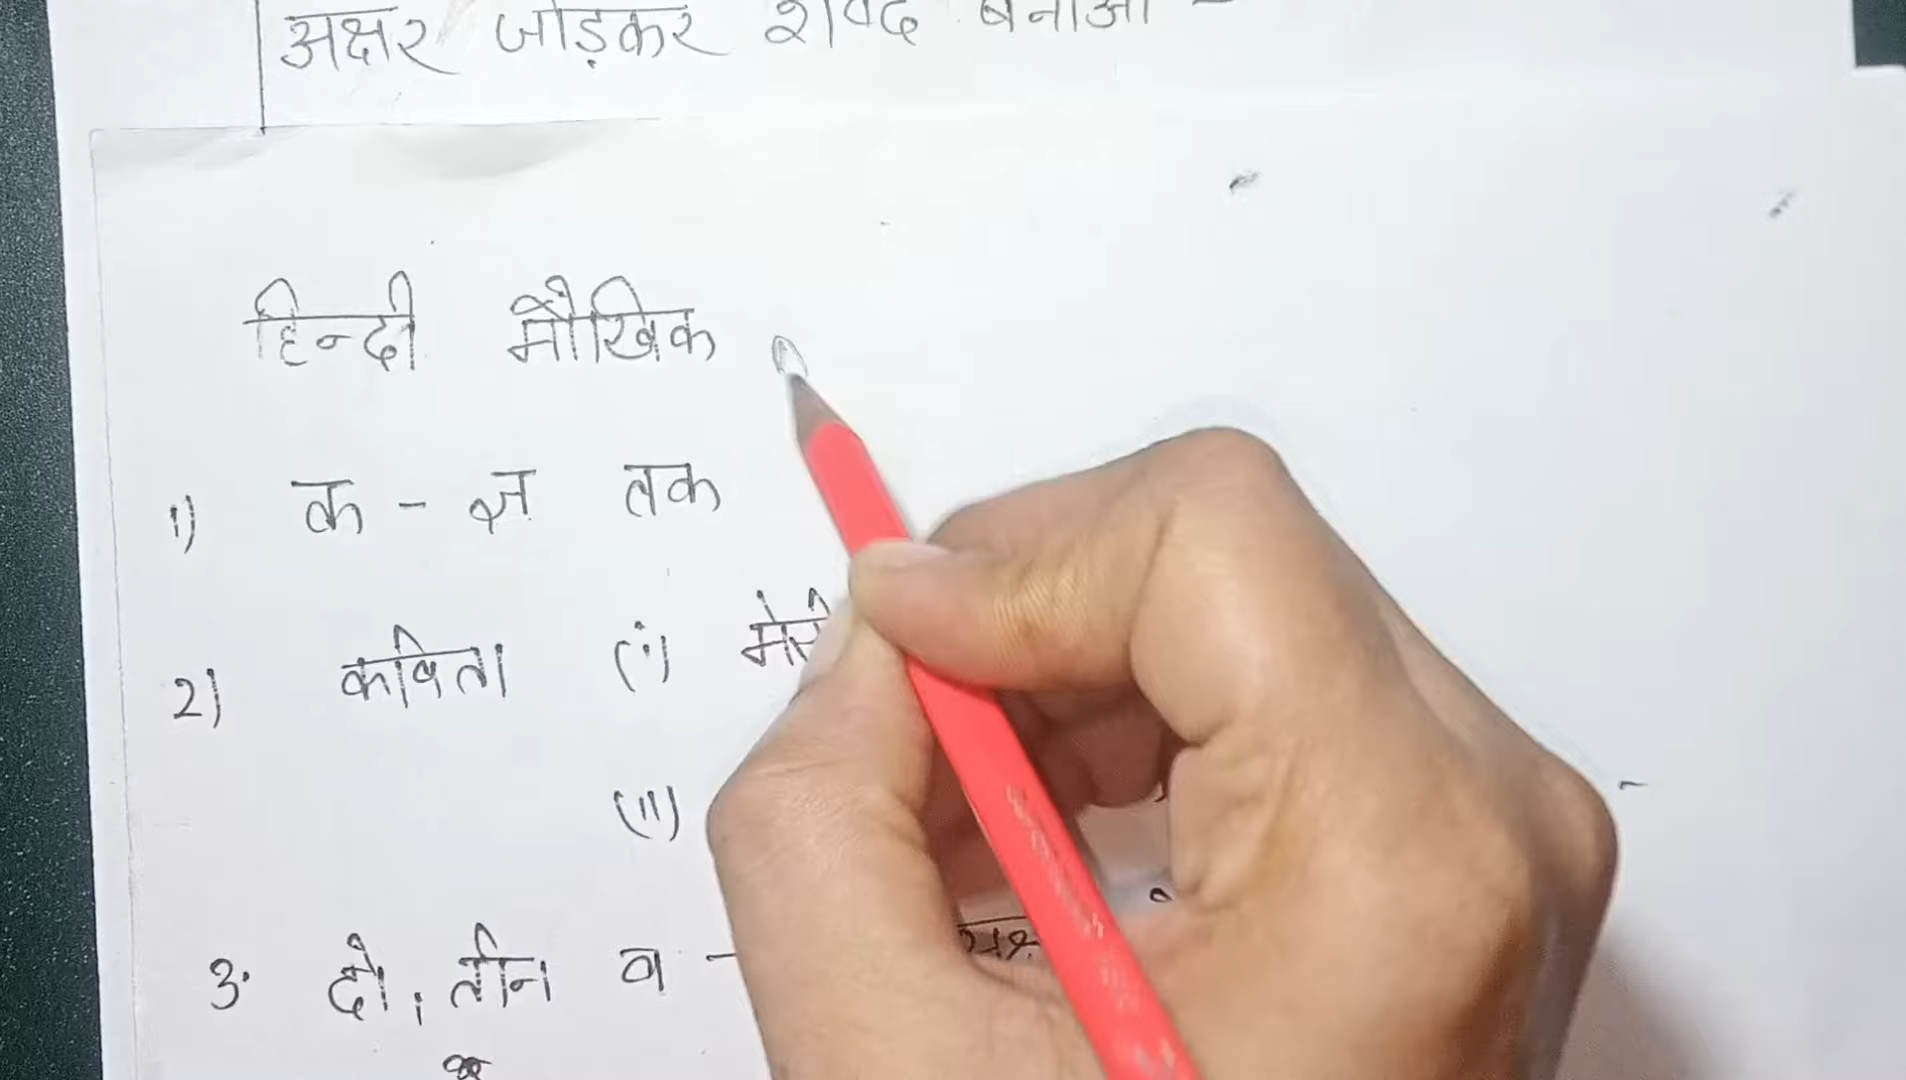 अक्षर जोड़कर शब्द बनाओ -
हिन्दी मौखिक
1) क - ज्ञ तक
2) कविता (i)
(ii)
3. दो, तीन व -